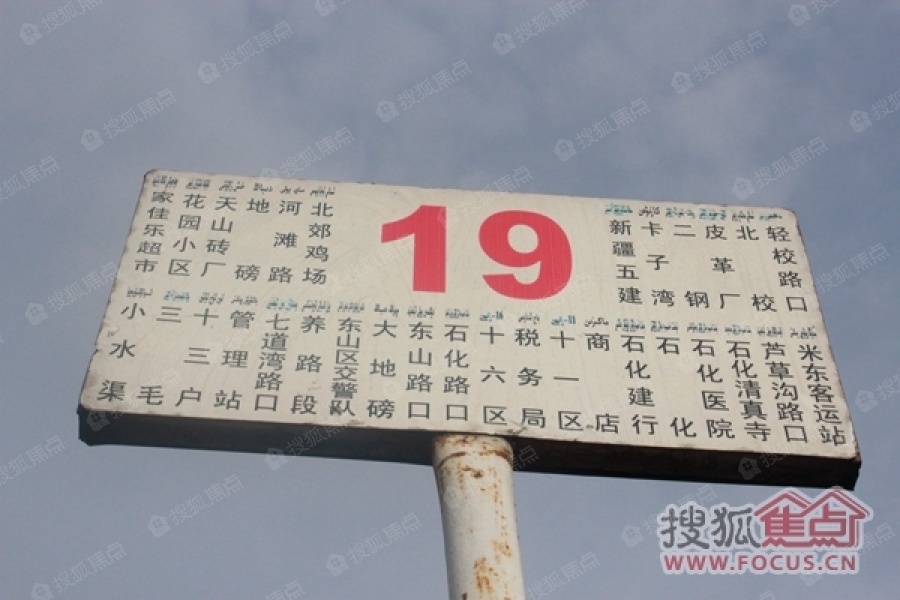 19
家佳乐超市
花园小区
天山砖厂
地磅
河滩路
北郊鸡场
新疆五建
卡子湾
二钢
皮革厂
北校
轻校路口
小水渠
三毛
十三户
管理站
七道湾路口
养路段
东山区交警队
大地磅
东山路口
石化路口
十六区
税务局
十一区
商店
石化建行
石化
石化医院
石化清真寺
芦草沟路口
米东客运站
搜狐焦点
WWW.FOCUS.CN